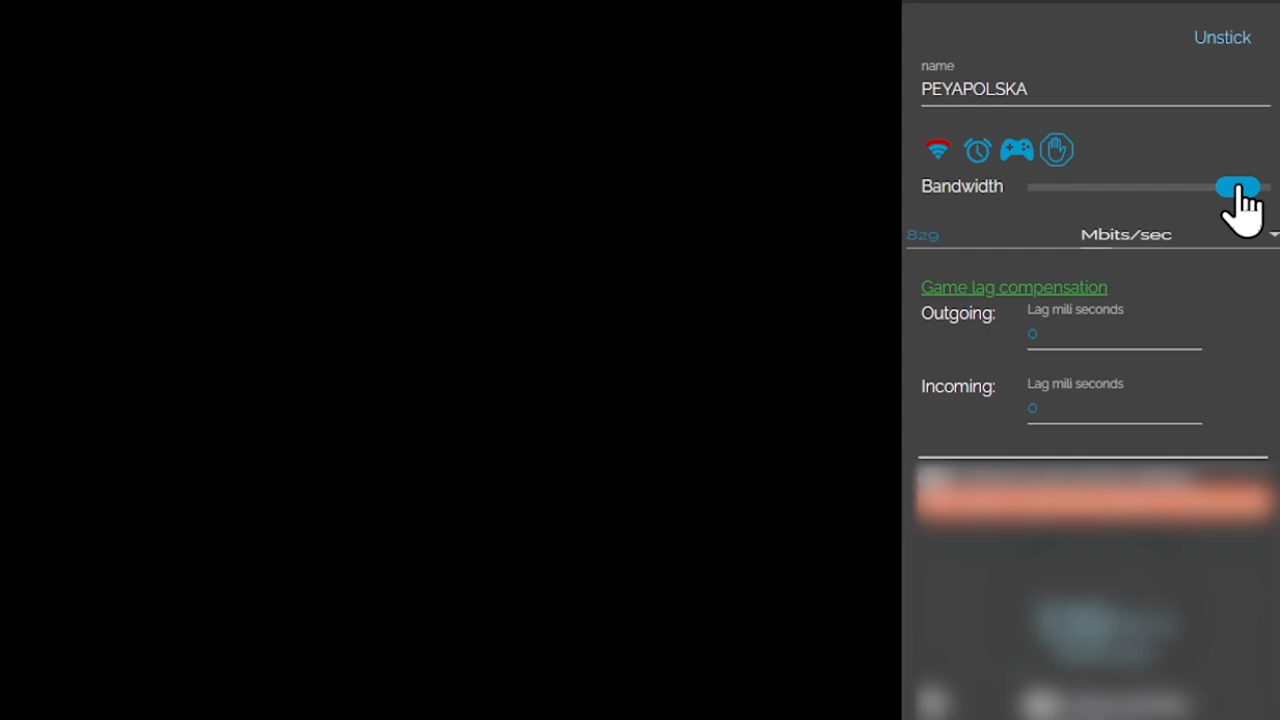 Unstick
name
PEYAPOLSKA
Bandwidth
829 Mbits/sec
Game lag compensation
Outgoing: Lag mili seconds
0
Incoming: Lag mili seconds
0